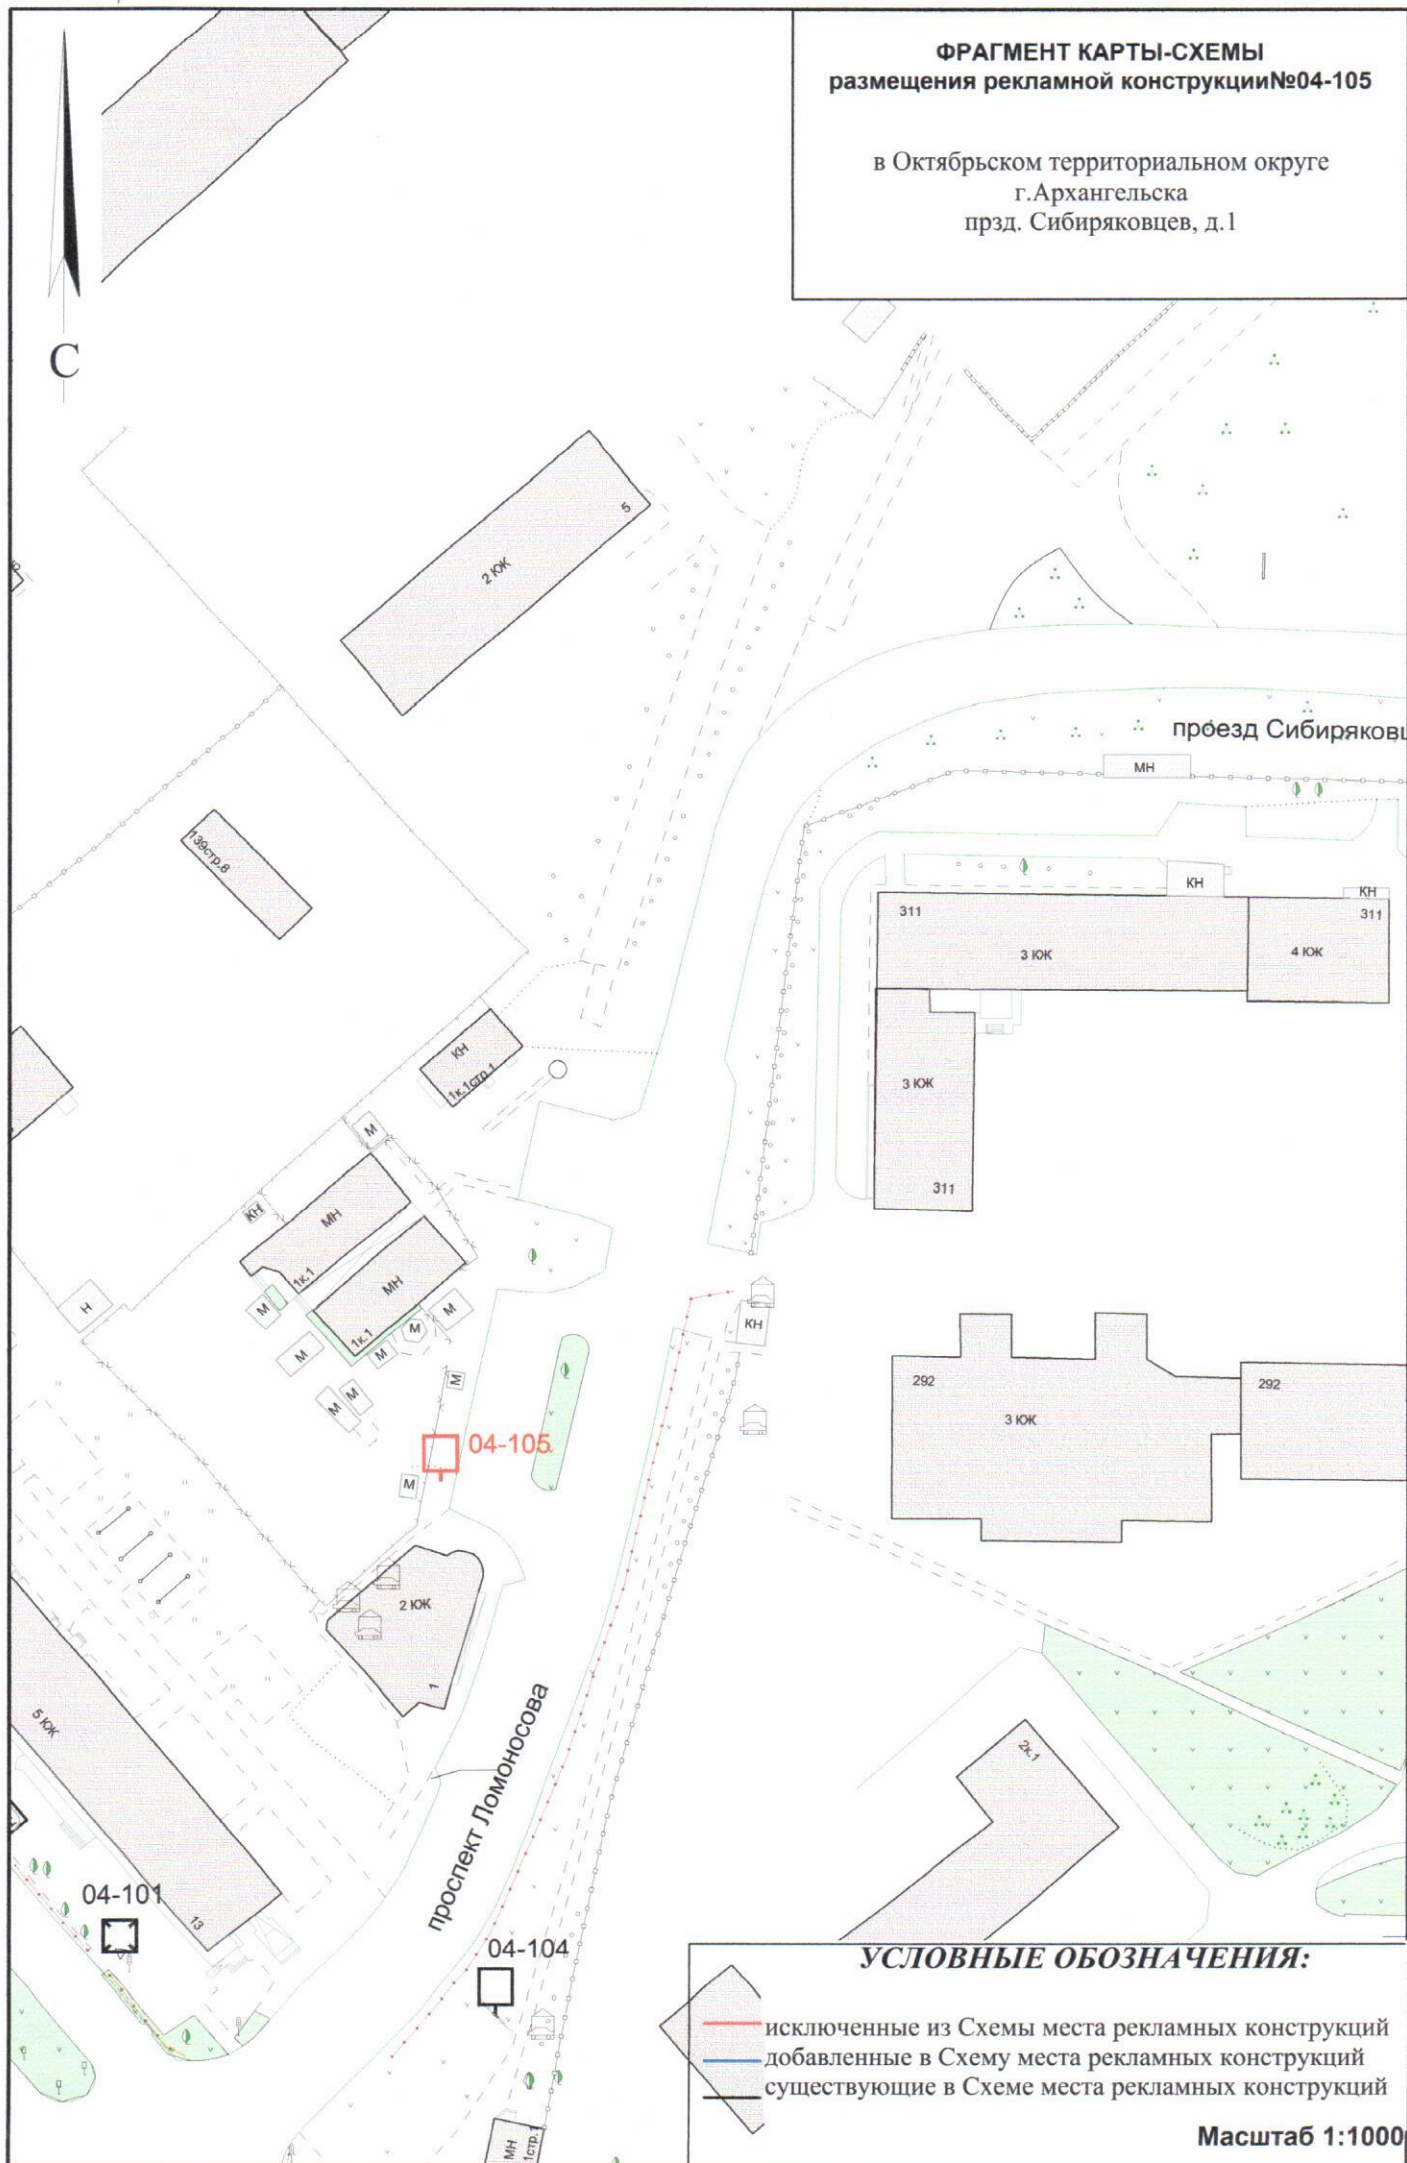 ФРАГМЕНТ КАРТЫ-СХЕМЫ
размещения рекламной конструкции№04-105
в Октябрьском территориальном округе
г.Архангельска
прзд. Сибиряковцев, д.1
С
5
2 КЖ
проезд Сибиряковц
МН
139стр.8
КН
КН
311
311
3 КЖ
4 КЖ
КН
1к.1стр.1
3 КЖ
311
М
КН
МН
1к.1
МН
1к.1
Н
М
М
М
М
М
М
М
М
М
КН
292
292
3 КЖ
04-105
2 КЖ
1
5 КЖ
13
проспект Ломоносова
2к.1
04-101
04-104
МН
1стр.1
УСЛОВНЫЕ ОБОЗНАЧЕНИЯ:
исключенные из Схемы места рекламных конструкций
добавленные в Схему места рекламных конструкций
существующие в Схеме места рекламных конструкций
Масштаб 1:1000